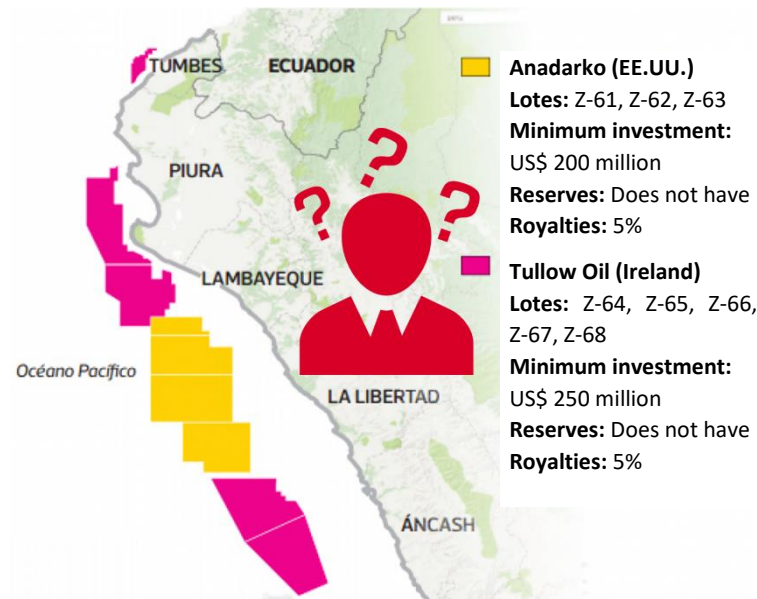 TUMBES
ECUADOR
PIURA
LAMBAYEQUE
Océano Pacífico
LA LIBERTAD
ÁNCASH
? ? ?
Anadarko (EE.UU.)
Lotes: Z-61, Z-62, Z-63
Minimum investment:
US$ 200 million
Reserves: Does not have
Royalties: 5%
Tullow Oil (Ireland)
Lotes: Z-64, Z-65, Z-66,
Z-67, Z-68
Minimum investment:
US$ 250 million
Reserves: Does not have
Royalties: 5%